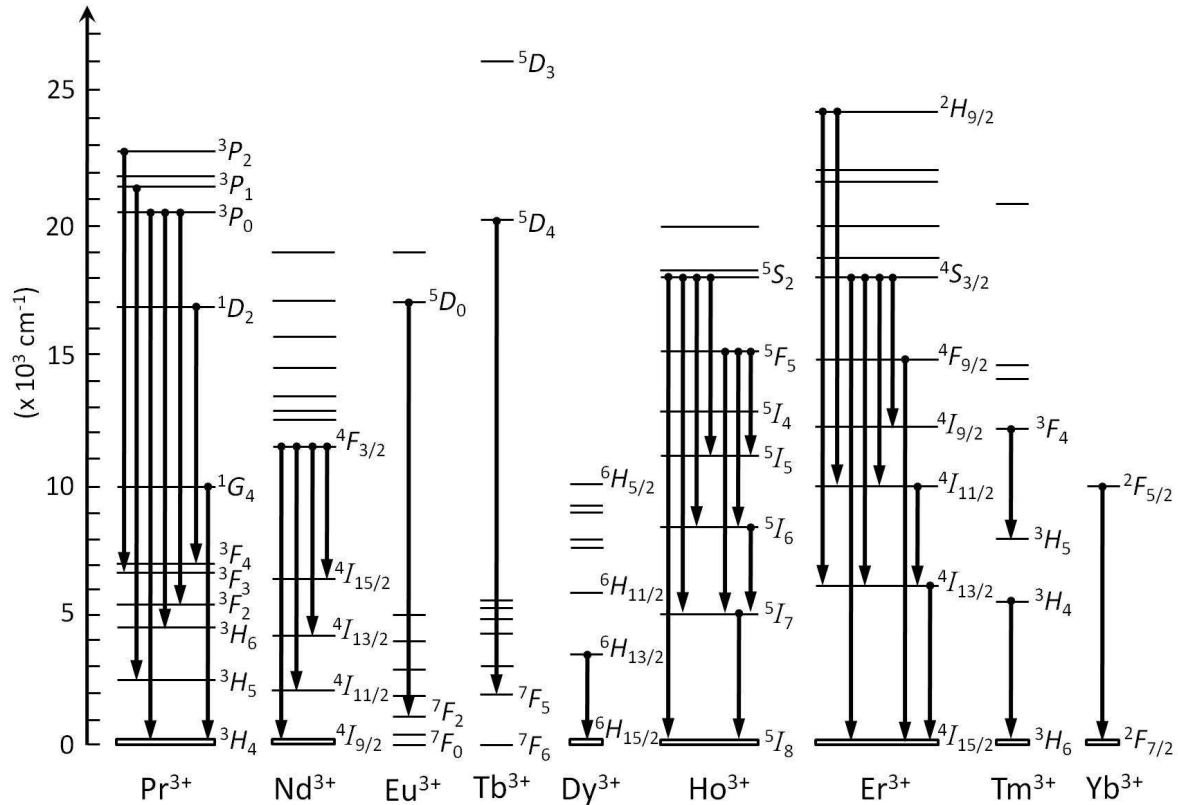 (x 10³ cm⁻¹)
25
20
15
10
5
0
³P₂
³P₁
³P₀
¹D₂
¹G₄
³F₄
³F₃
³F₂
³H₆
³H₅
³H₄
Pr³⁺
⁴F₃/₂
⁴I₁₅/₂
⁴I₁₃/₂
⁴I₁₁/₂
⁴I₉/₂
Nd³⁺
⁵D₀
⁷F₂
⁷F₀
Eu³⁺
⁵D₃
⁵D₄
⁷F₅
⁷F₆
Tb³⁺
⁶H₅/₂
⁶H₁₁/₂
⁶H₁₃/₂
⁶H₁₅/₂
Dy³⁺
⁵S₂
⁵F₅
⁵I₄
⁵I₅
⁵I₆
⁵I₇
⁵I₈
Ho³⁺
²H₉/₂
⁴S₃/₂
⁴F₉/₂
⁴I₉/₂
⁴I₁₁/₂
⁴I₁₃/₂
⁴I₁₅/₂
Er³⁺
³F₄
³H₅
³H₄
³H₆
Tm³⁺
²F₅/₂
²F₇/₂
Yb³⁺